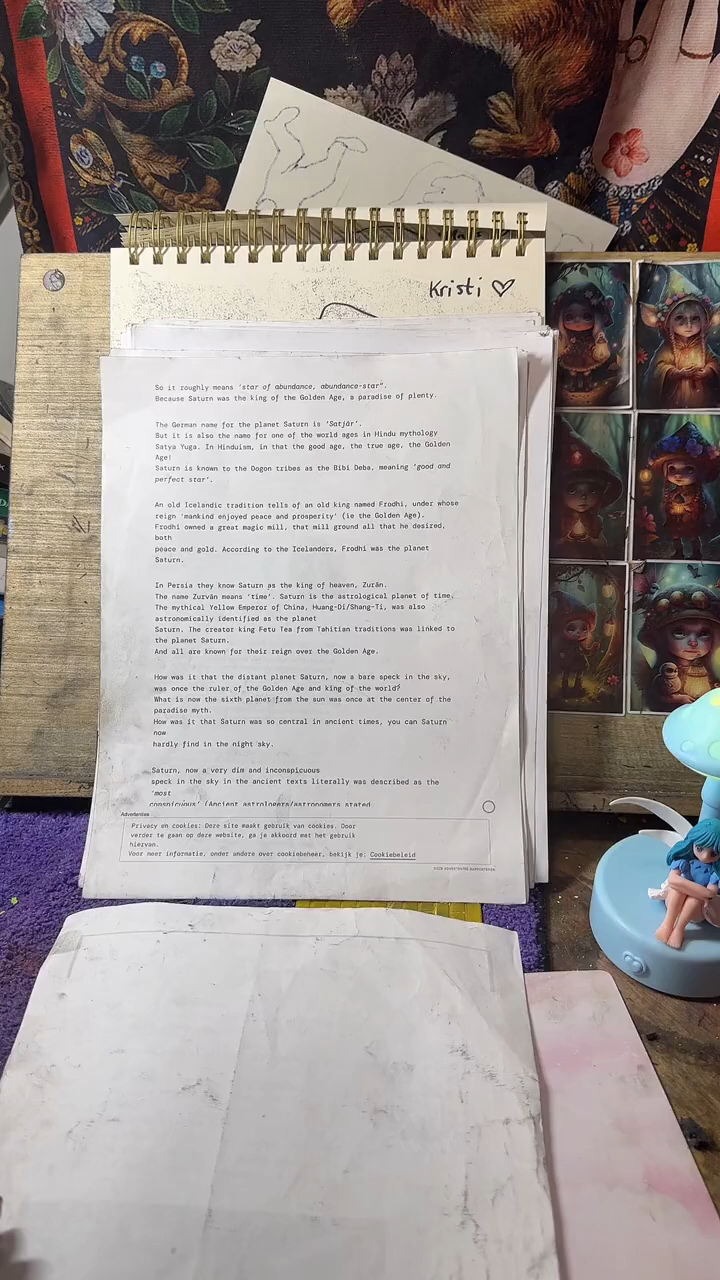 Kristi ♡
So it roughly means 'star of abundance, abundance-star".
Because Saturn was the king of the Golden Age, a paradise of plenty.
The German name for the planet Saturn is 'Satjâr'.
But it is also the name for one of the world ages in Hindu mythology
Satya Yuga. In Hinduism, in that the good age, the true age, the Golden
Age!
Saturn is known to the Dogon tribes as the Bibi Deba, meaning 'good and
perfect star'.
An old Icelandic tradition tells of an old king named Frodhi, under whose
reign 'mankind enjoyed peace and prosperity' (ie the Golden Age).
Frodhi owned a great magic mill, that mill ground all that he desired,
both
peace and gold. According to the Icelanders, Frodhi was the planet
Saturn.
In Persia they know Saturn as the king of heaven, Zurân.
The name Zurvân means 'time'. Saturn is the astrological planet of time.
The mythical Yellow Emperor of China, Huang-Di/Shang-Ti, was also
astronomically identified as the planet
Saturn. The creator king Fetu Tea from Tahitian traditions was linked to
the planet Saturn.
And all are known for their reign over the Golden Age.
How was it that the distant planet Saturn, now a bare speck in the sky,
was once the ruler of the Golden Age and king of the world?
What is now the sixth planet from the sun was once at the center of the
paradise myth.
How was it that Saturn was so central in ancient times, you can Saturn
now
hardly find in the night sky.
Saturn, now a very dim and inconspicuous
speck in the sky in the ancient texts literally was described as the
'most
conspicuous' (Ancient astrologers/astronomers stated
Advertenties
Privacy en cookies: Deze site maakt gebruik van cookies. Door
verder te gaan op deze website, ga je akkoord met het gebruik
hiervan.
Voor meer informatie, onder andere over cookiebeheer, bekijk je: Cookiebeleid
DEZE ADVERTENTIE RAPPORTEREN